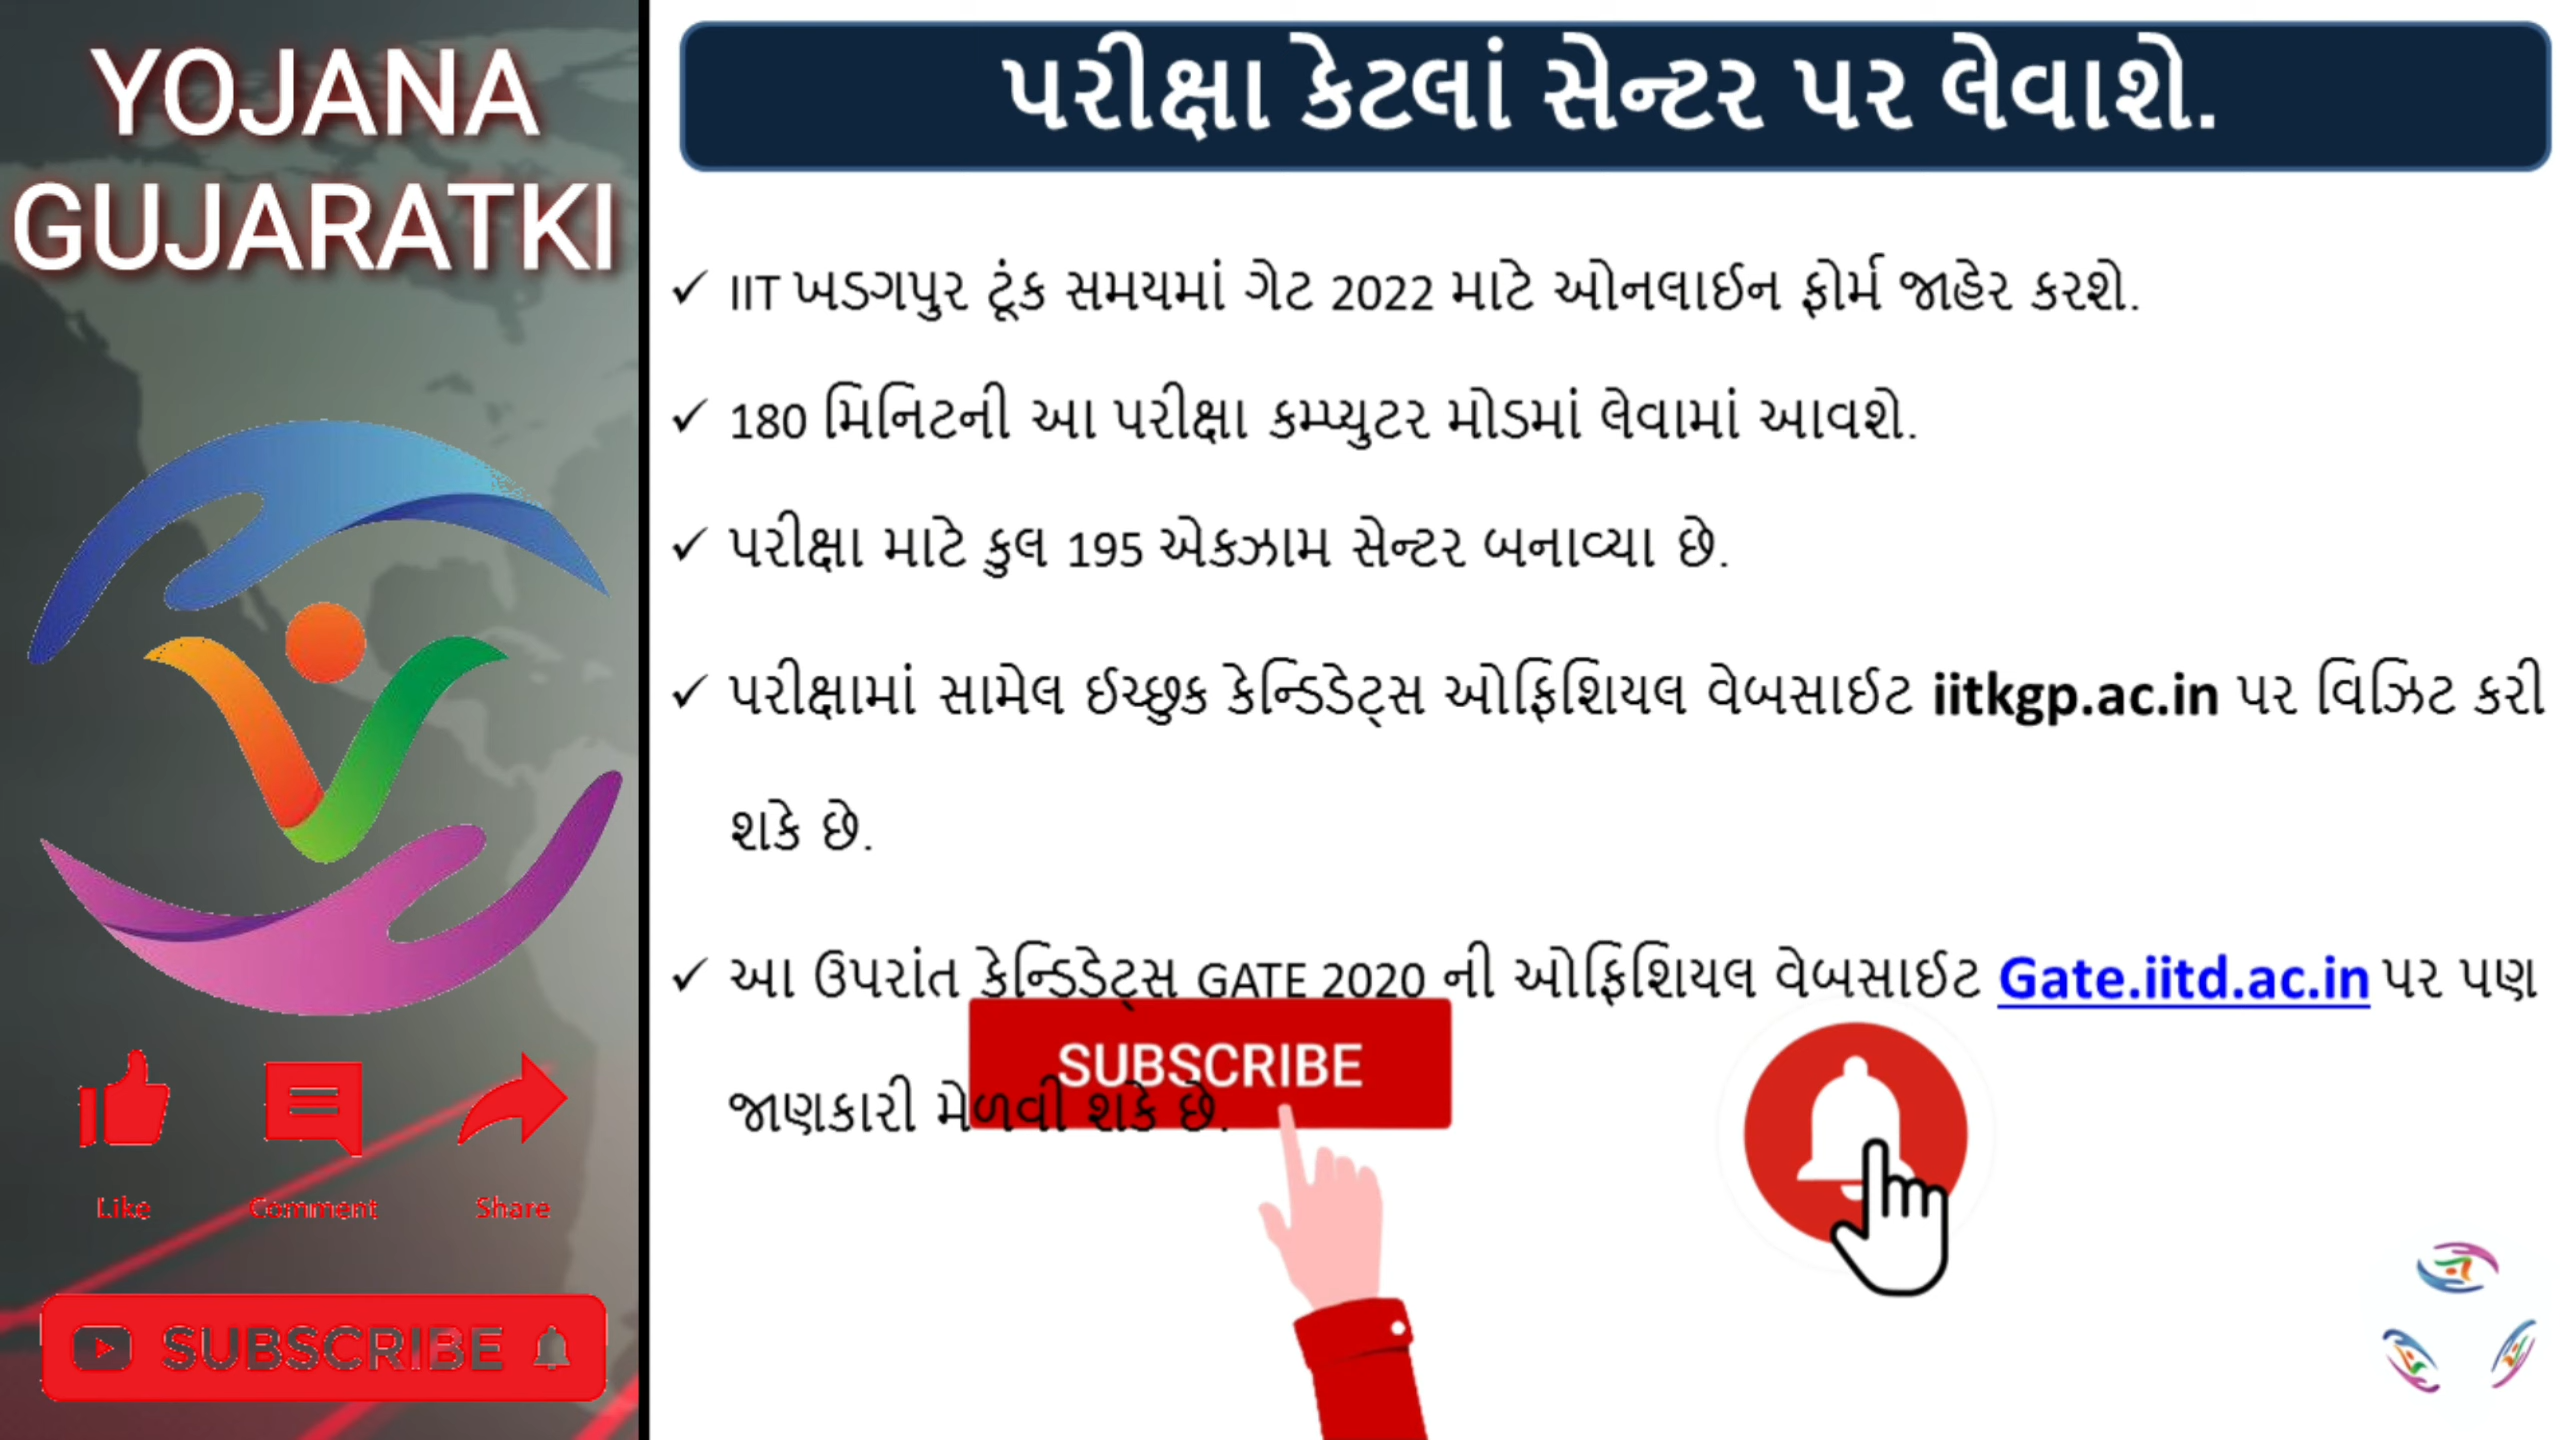 YOJANA
GUJARATKI
Like
Comment
Share
SUBSCRIBE
પરીક્ષા કેટલાં સેન્ટર પર લેવાશે.
✓ IIT ખડગપુર ટૂંક સમયમાં ગેટ 2022 માટે ઓનલાઈન ફોર્મ જાહેર કરશે.
✓ 180 મિનિટની આ પરીક્ષા કમ્પ્યુટર મોડમાં લેવામાં આવશે.
✓ પરીક્ષા માટે કુલ 195 એકઝામ સેન્ટર બનાવ્યા છે.
✓ પરીક્ષામાં સામેલ ઈચ્છુક કેન્ડિડેટ્સ ઓફિશિયલ વેબસાઈટ iitkgp.ac.in પર વિઝિટ કરી
શકે છે.
✓ આ ઉપરાંત કેન્ડિડેટ્સ GATE 2020 ની ઓફિશિયલ વેબસાઈટ Gate.iitd.ac.in પર પણ
જાણકારી મેળવી શકે છે.
SUBSCRIBE